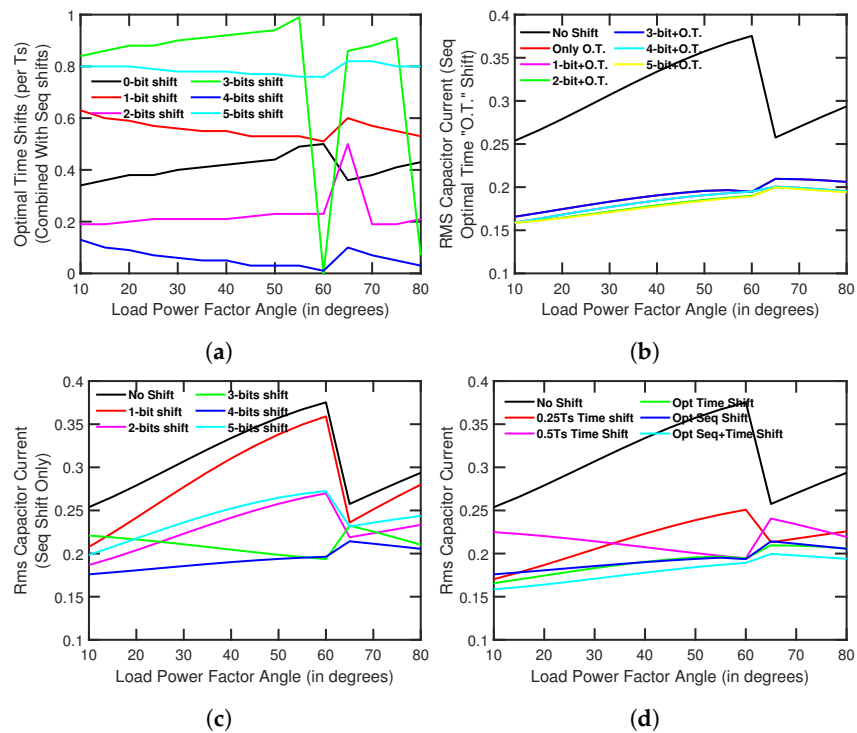 Optimal Time Shifts (per Ts)
(Combined With Seq shifts)
1
0.8
0.6
0.4
0.2
0
0-bit shift
1-bit shift
2-bits shift
3-bits shift
4-bits shift
5-bits shift
10 20 30 40 50 60 70 80
Load Power Factor Angle (in degrees)
(a)
RMS Capacitor Current (Seq
Optimal Time "O.T." Shift)
0.4
0.35
0.3
0.25
0.2
0.15
0.1
No Shift
Only O.T.
1-bit+O.T.
2-bit+O.T.
3-bit+O.T.
4-bit+O.T.
5-bit+O.T.
10 20 30 40 50 60 70 80
Load Power Factor Angle (in degrees)
(b)
Rms Capacitor Current
(Seq Shift Only)
0.4
0.35
0.3
0.25
0.2
0.15
0.1
No Shift
1-bit shift
2-bits shift
3-bits shift
4-bits shift
5-bits shift
10 20 30 40 50 60 70 80
Load Power Factor Angle (in degrees)
(c)
Rms Capacitor Current
0.4
0.35
0.3
0.25
0.2
0.15
0.1
No Shift
0.25Ts Time shift
0.5Ts Time Shift
Opt Time Shift
Opt Seq Shift
Opt Seq+Time Shift
10 20 30 40 50 60 70 80
Load Power Factor Angle (in degrees)
(d)